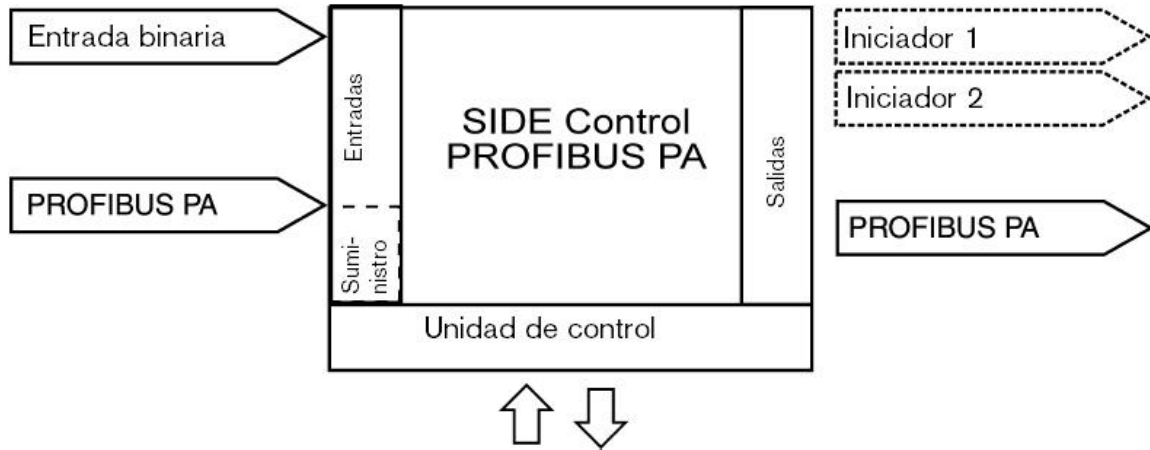 Entrada binaria
PROFIBUS PA
Entradas
Sumi-
nistro
SIDE Control
PROFIBUS PA
Salidas
Unidad de control
Iniciador 1
Iniciador 2
PROFIBUS PA